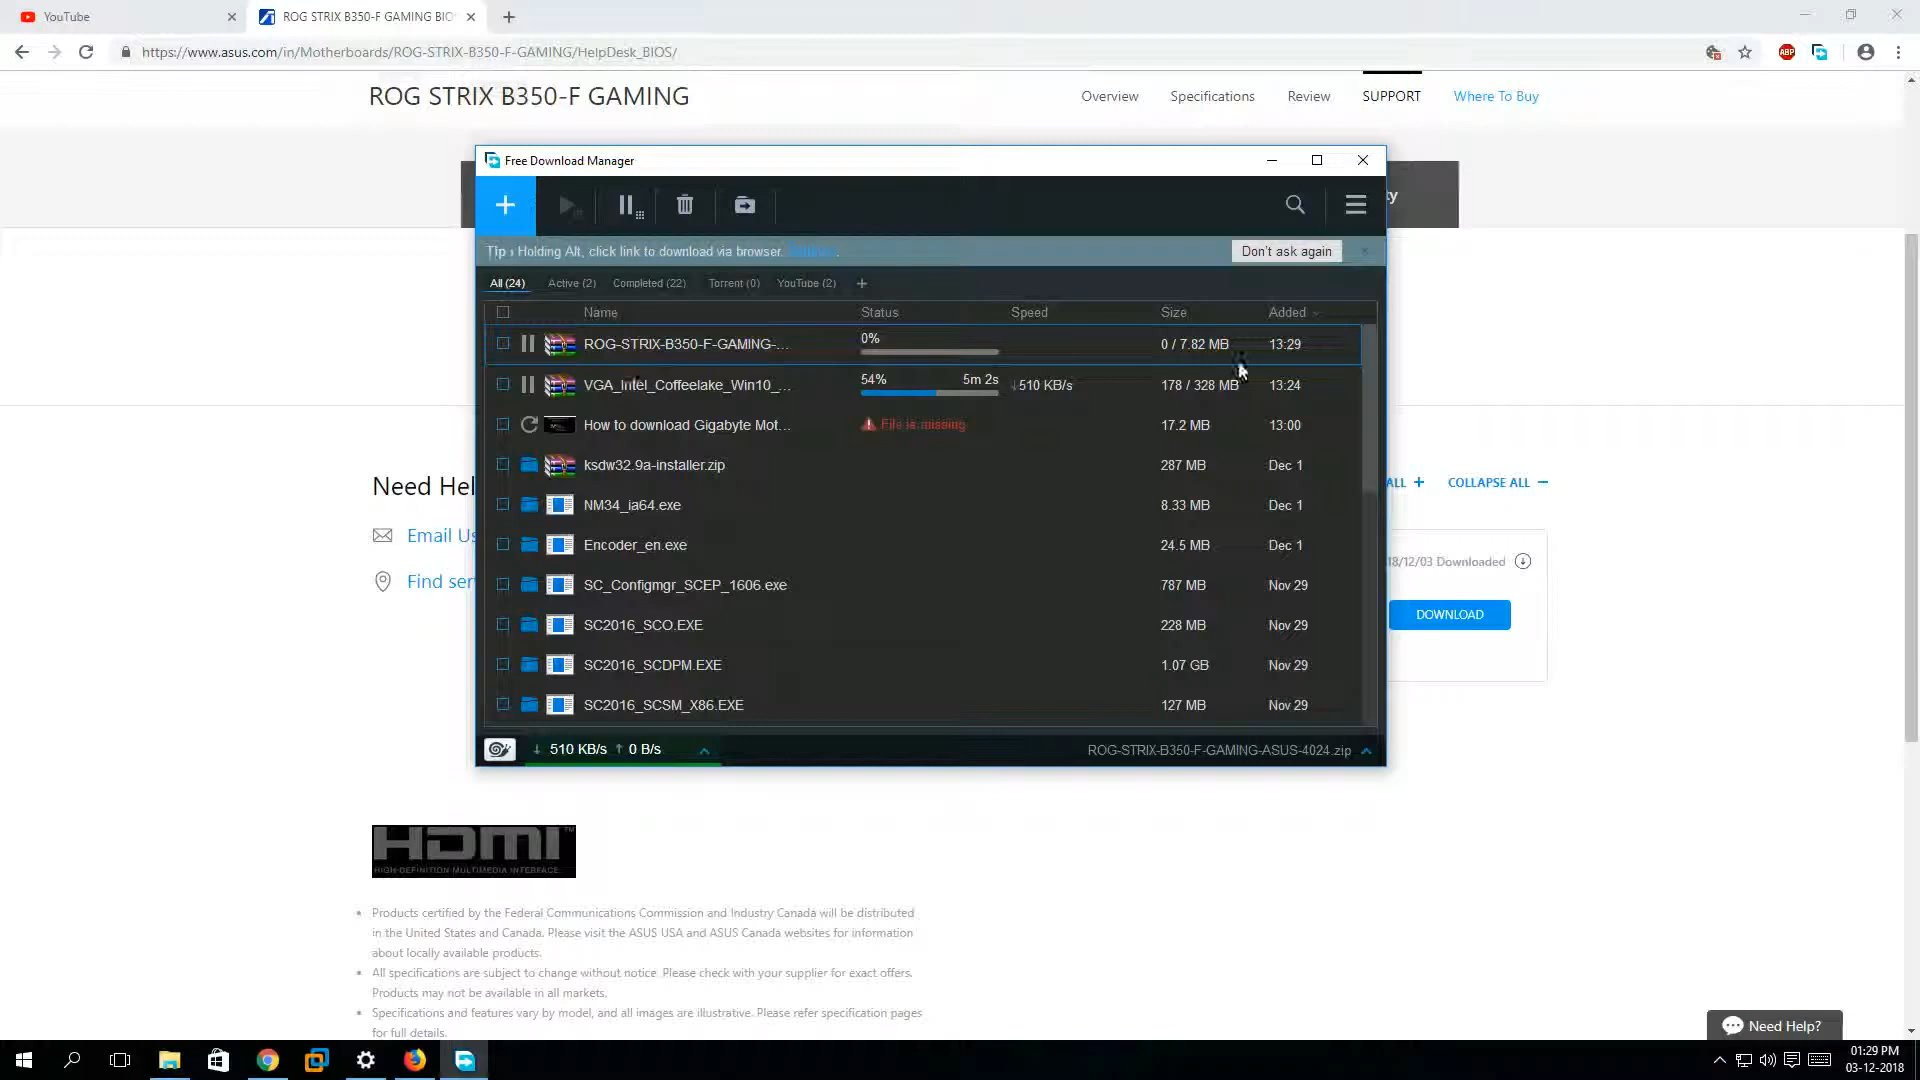 YouTube
ROG STRIX B350-F GAMING BIO
https://www.asus.com/in/Motherboards/ROG-STRIX-B350-F-GAMING/HelpDesk_BIOS/
ABP
ROG STRIX B350-F GAMING
Overview
Specifications
Review
SUPPORT
Where To Buy
Free Download Manager
ty
Tip › Holding Alt, click link to download via browser.
Don't ask again
All (24)
Active (2)
Completed (22)
Torrent (0)
YouTube (2)
Name Status Speed Size Added
ROG-STRIX-B350-F-GAMING-... 0% 0 / 7.82 MB 13:29
VGA_Intel_Coffeelake_Win10_... 54% 5m 2s ↓510 KB/s 178 / 328 MB 13:24
How to download Gigabyte Mot... File is missing 17.2 MB 13:00
ksdw32.9a-installer.zip 287 MB Dec 1
NM34_ia64.exe 8.33 MB Dec 1
Encoder_en.exe 24.5 MB Dec 1
SC_Configmgr_SCEP_1606.exe 787 MB Nov 29
SC2016_SCO.EXE 228 MB Nov 29
SC2016_SCDPM.EXE 1.07 GB Nov 29
SC2016_SCSM_X86.EXE 127 MB Nov 29
↓ 510 KB/s ↑ 0 B/s
ROG-STRIX-B350-F-GAMING-ASUS-4024.zip
Need Hel
Email Us
Find ser
ALL +
COLLAPSE ALL −
18/12/03 Downloaded
DOWNLOAD
HDMI™
HIGH-DEFINITION MULTIMEDIA INTERFACE
• Products certified by the Federal Communications Commission and Industry Canada will be distributed
in the United States and Canada. Please visit the ASUS USA and ASUS Canada websites for information
about locally available products.
• All specifications are subject to change without notice. Please check with your supplier for exact offers.
Products may not be available in all markets.
• Specifications and features vary by model, and all images are illustrative. Please refer specification pages
for full details.
Need Help?
01:29 PM
03-12-2018